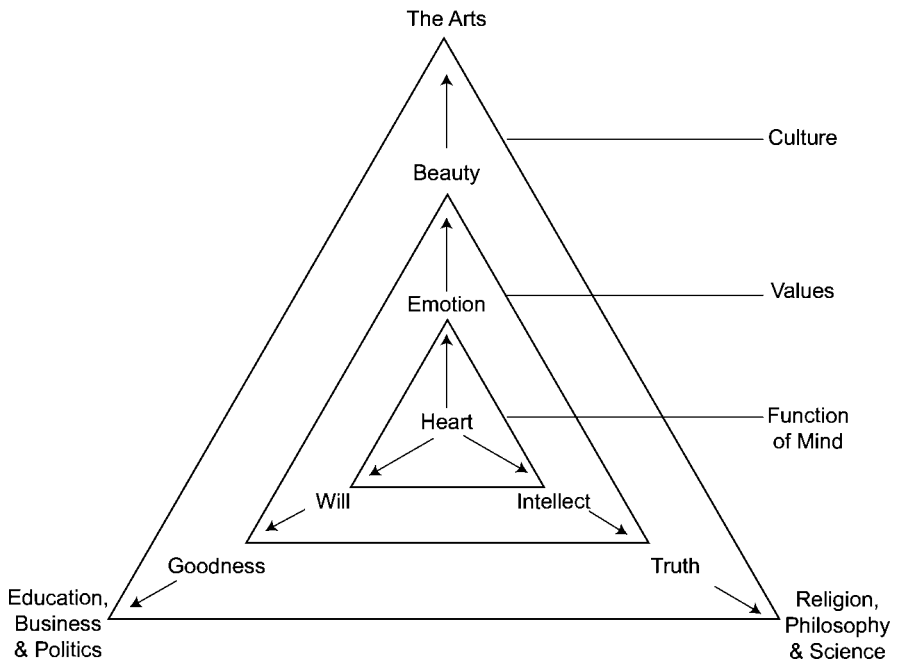 The Arts
Culture
Beauty
Values
Emotion
Function
of Mind
Heart
Will
Intellect
Goodness
Truth
Education,
Business
& Politics
Religion,
Philosophy
& Science